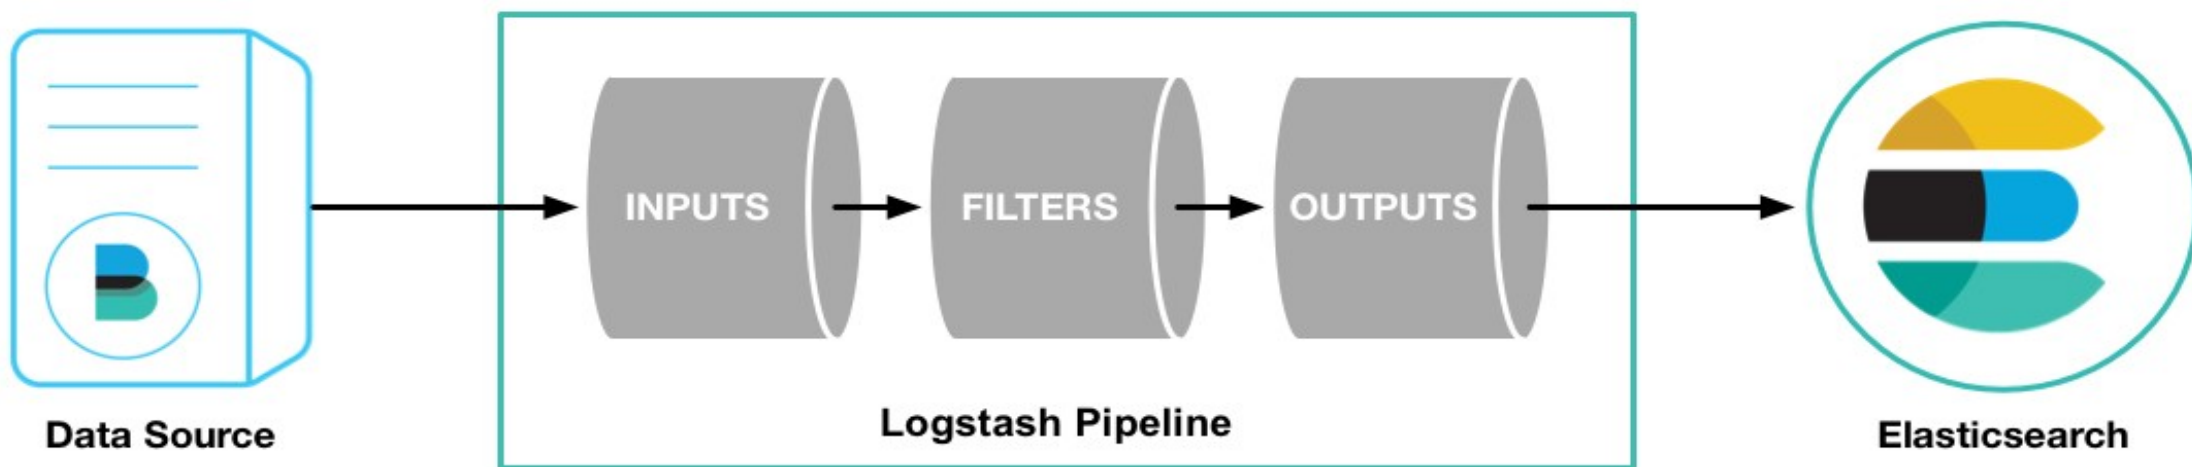 INPUTS
FILTERS
OUTPUTS
Data Source
Logstash Pipeline
Elasticsearch